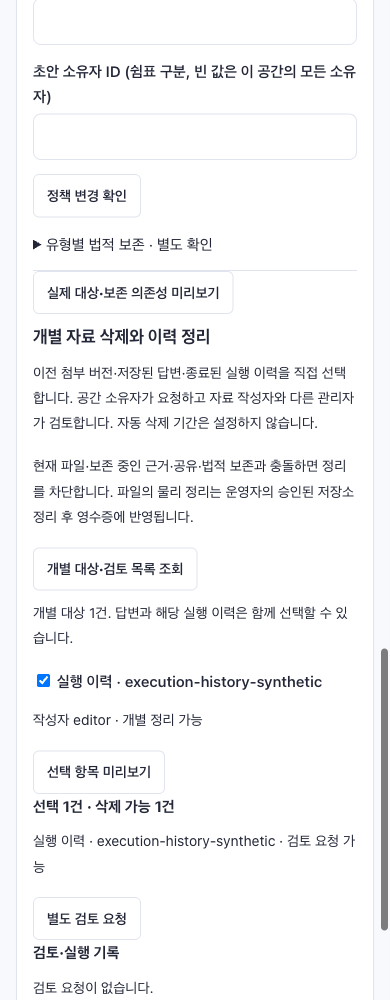 초안 소유자 ID (쉼표 구분, 빈 값은 이 공간의 모든 소유
자)
정책 변경 확인
▶ 유형별 법적 보존 · 별도 확인
실제 대상·보존 의존성 미리보기
개별 자료 삭제와 이력 정리
이전 첨부 버전·저장된 답변·종료된 실행 이력을 직접 선택
합니다. 공간 소유자가 요청하고 자료 작성자와 다른 관리자
가 검토합니다. 자동 삭제 기간은 설정하지 않습니다.
현재 파일·보존 중인 근거·공유·법적 보존과 충돌하면 정리
를 차단합니다. 파일의 물리 정리는 운영자의 승인된 저장소
정리 후 영수증에 반영됩니다.
개별 대상·검토 목록 조회
개별 대상 1건. 답변과 해당 실행 이력은 함께 선택할 수 있
습니다.
실행 이력 · execution-history-synthetic
작성자 editor · 개별 정리 가능
선택 항목 미리보기
선택 1건 · 삭제 가능 1건
실행 이력 · execution-history-synthetic · 검토 요청 가
능
별도 검토 요청
검토·실행 기록
검토 요청이 없습니다.